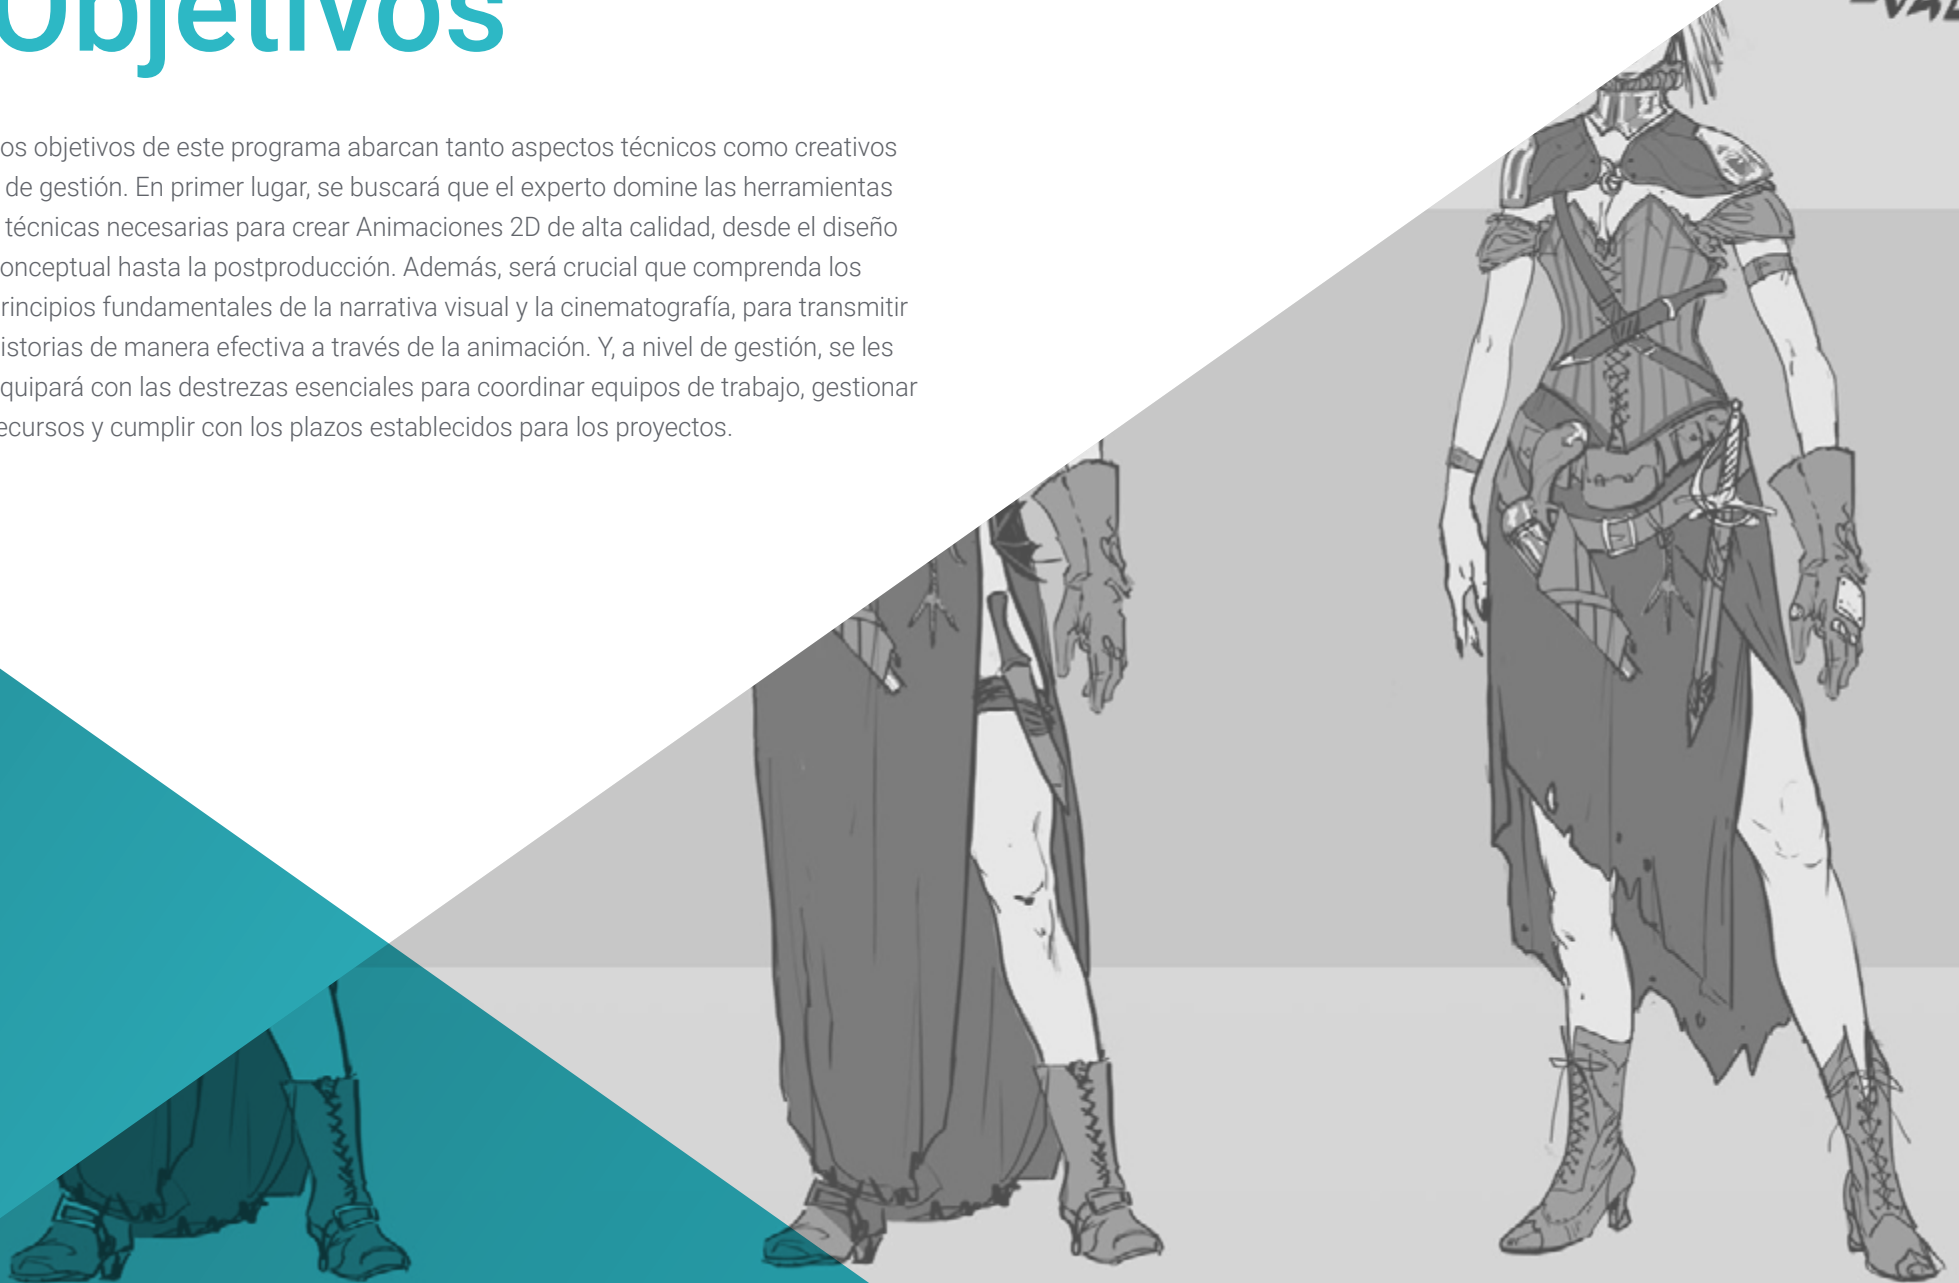 Objetivos
os objetivos de este programa abarcan tanto aspectos técnicos como creativos
de gestión. En primer lugar, se buscará que el experto domine las herramientas
técnicas necesarias para crear Animaciones 2D de alta calidad, desde el diseño
onceptual hasta la postproducción. Además, será crucial que comprenda los
rincipios fundamentales de la narrativa visual y la cinematografía, para transmitir
istorias de manera efectiva a través de la animación. Y, a nivel de gestión, se les
quipará con las destrezas esenciales para coordinar equipos de trabajo, gestionar
ecursos y cumplir con los plazos establecidos para los proyectos.